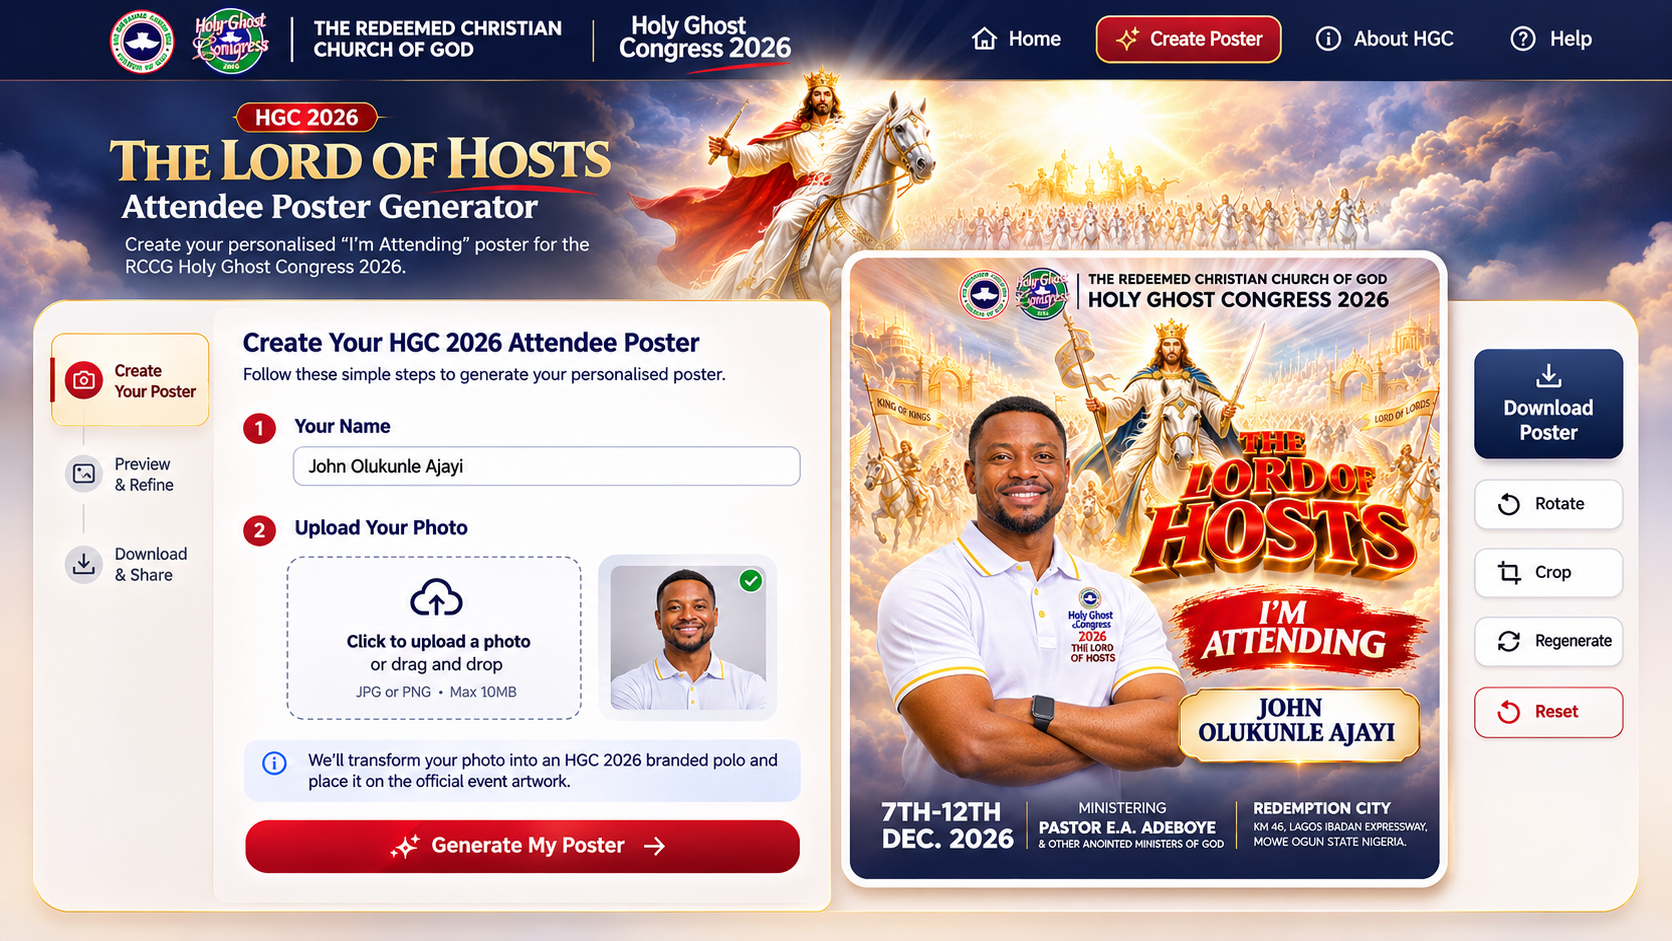 Holy Ghost
Congress
THE REDEEMED CHRISTIAN
CHURCH OF GOD
Holy Ghost
Congress 2026
Home
Create Poster
About HGC
Help
HGC 2026
THE LORD OF HOSTS
Attendee Poster Generator
Create your personalised “I’m Attending” poster for the
RCCG Holy Ghost Congress 2026.
Create
Your Poster
Preview
& Refine
Download
& Share
Create Your HGC 2026 Attendee Poster
Follow these simple steps to generate your personalised poster.
1
Your Name
John Olukunle Ajayi
2
Upload Your Photo
Click to upload a photo
or drag and drop
JPG or PNG • Max 10MB
We’ll transform your photo into an HGC 2026 branded polo and
place it on the official event artwork.
Generate My Poster
Holy Ghost
Congress
THE REDEEMED CHRISTIAN CHURCH OF GOD
HOLY GHOST CONGRESS 2026
KING OF KINGS
LORD OF LORDS
THE
LORD OF
HOSTS
Holy Ghost
Congress
2026
THE LORD
OF HOSTS
I’M
ATTENDING
JOHN
OLUKUNLE AJAYI
7TH-12TH
DEC. 2026
MINISTERING
PASTOR E.A. ADEBOYE
& OTHER ANOINTED MINISTERS OF GOD
REDEMPTION CITY
KM 46, LAGOS IBADAN EXPRESSWAY,
MOWE OGUN STATE NIGERIA.
Download
Poster
Rotate
Crop
Regenerate
Reset